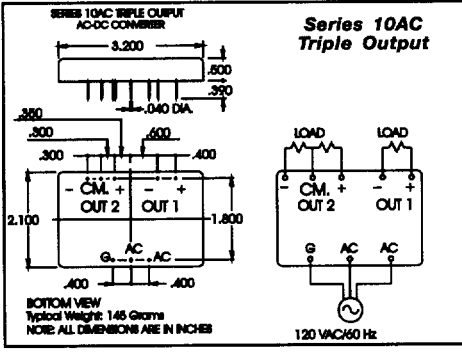 SERIES 10AC TRIPLE OUTPUT
AC-DC CONVERTER
Series 10AC
Triple Output
3.200
.500
.390
.040 DIA.
.350
.300
.600
.300
.400
- CM. + - +
OUT 2 OUT 1
2.100
1.800
AC
G AC
.400
.400
BOTTOM VIEW
Typical Weight: 145 Grams
NOTE: ALL DIMENSIONS ARE IN INCHES
LOAD LOAD
- CM. + - +
OUT 2 OUT 1
G AC AC
120 VAC/60 Hz